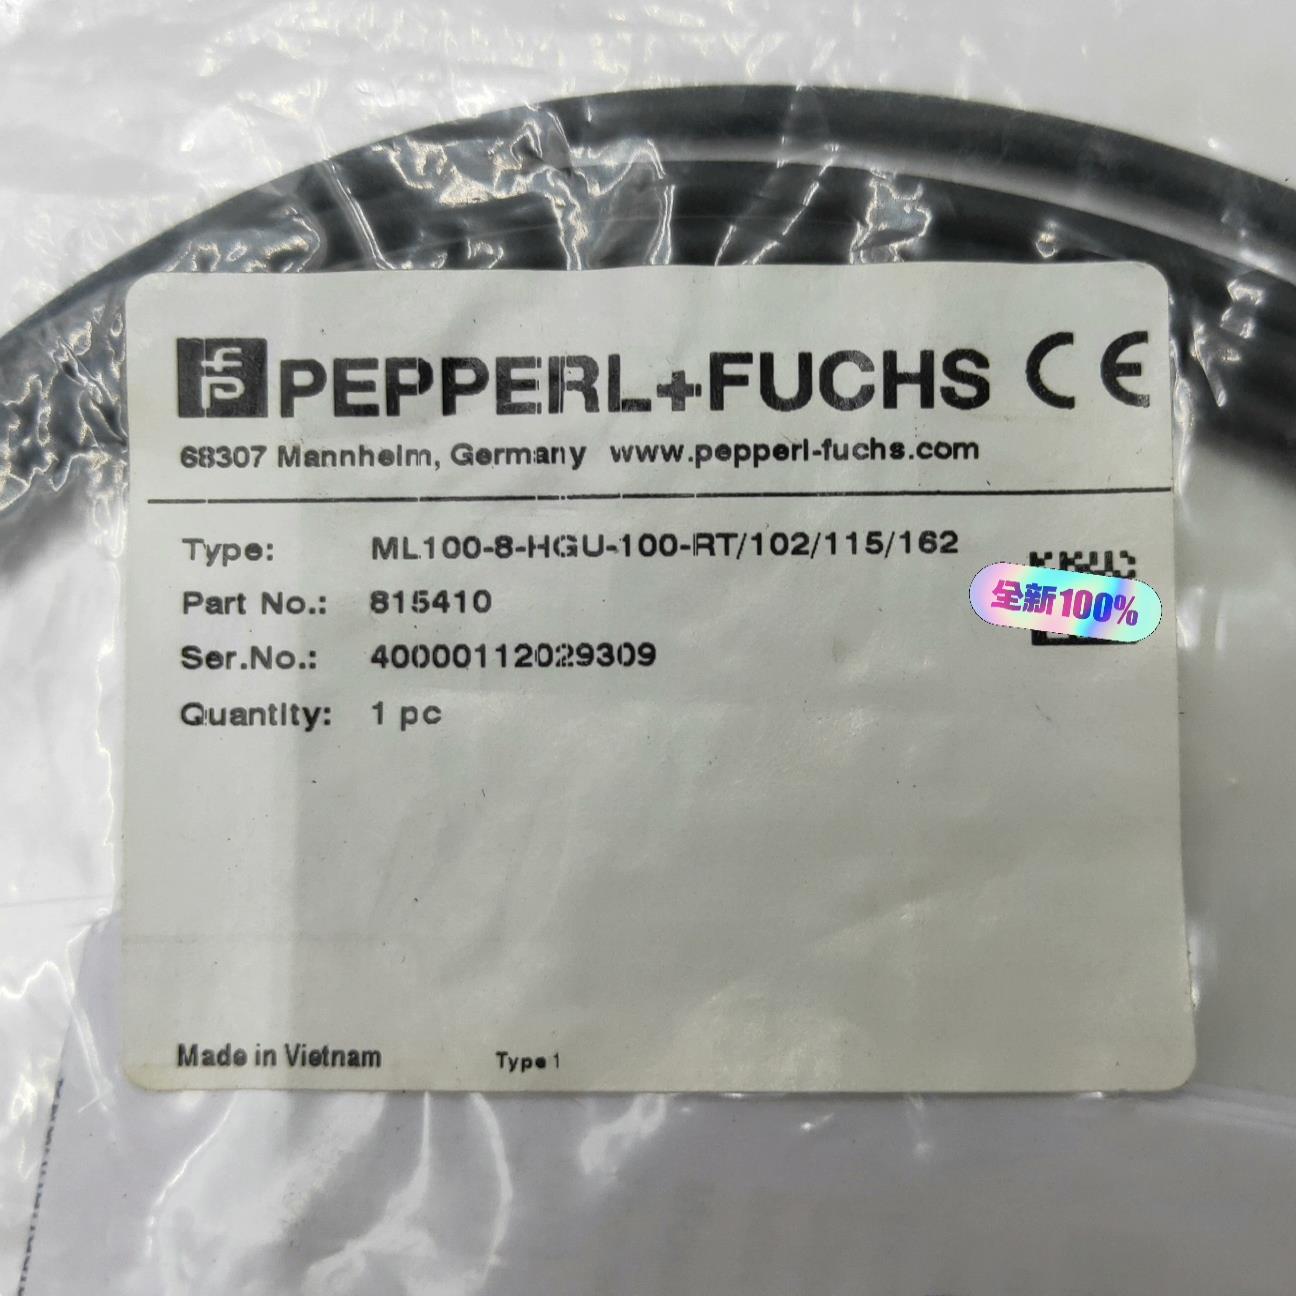 PEPPERL+FUCHS CE
68307 Mannheim, Germany www.pepperl-fuchs.com
Type: ML100-8-HGU-100-RT/102/115/162
Part No.: 815410
全新100%
Ser.No.: 40000112029309
Quantity: 1 pc
Made in Vietnam Type 1